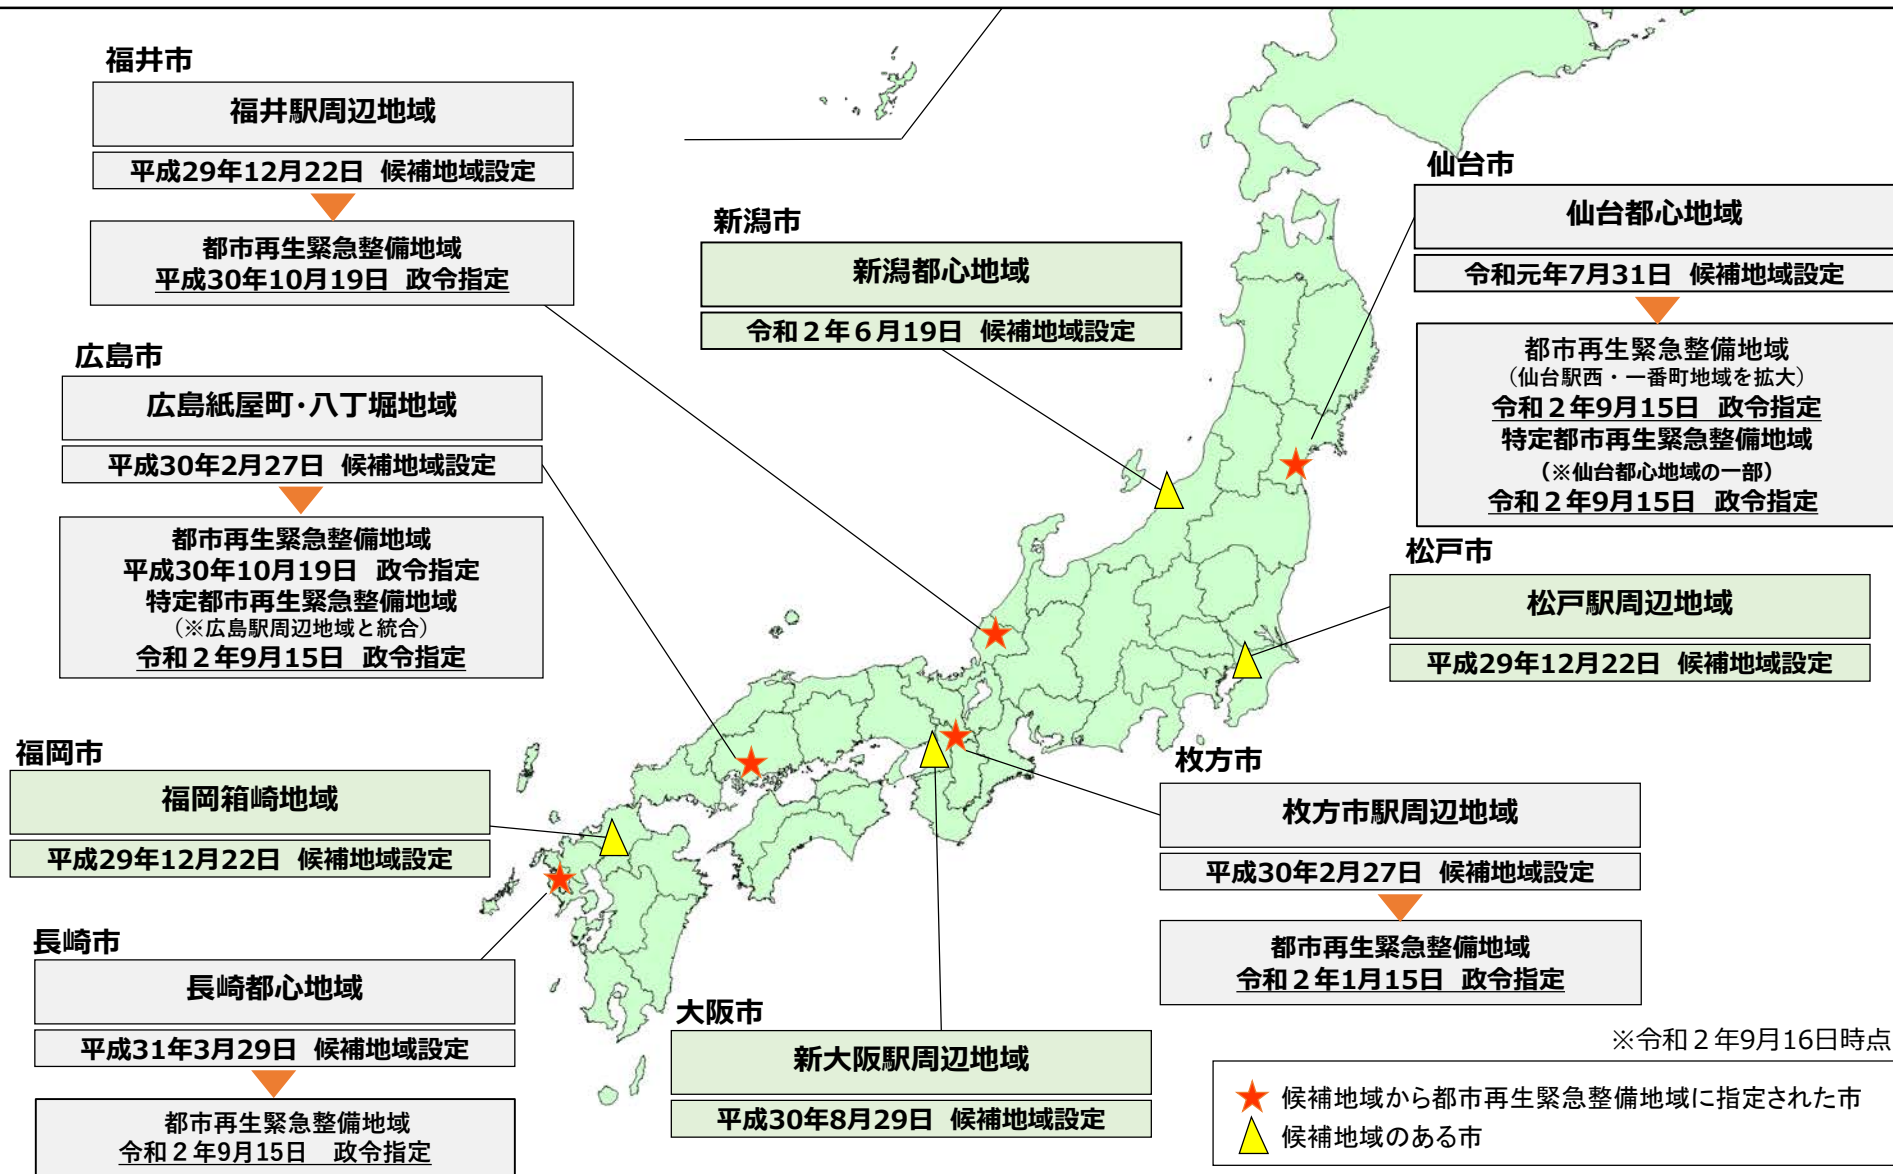 福井市
福井駅周辺地域
平成29年12月22日 候補地域設定
都市再生緊急整備地域
平成30年10月19日 政令指定
広島市
広島紙屋町・八丁堀地域
平成30年2月27日 候補地域設定
都市再生緊急整備地域
平成30年10月19日 政令指定
特定都市再生緊急整備地域
（※広島駅周辺地域と統合）
令和２年9月15日 政令指定
福岡市
福岡箱崎地域
平成29年12月22日 候補地域設定
長崎市
長崎都心地域
平成31年3月29日 候補地域設定
都市再生緊急整備地域
令和２年9月15日 政令指定
新潟市
新潟都心地域
令和２年６月19日 候補地域設定
大阪市
新大阪駅周辺地域
平成30年8月29日 候補地域設定
仙台市
仙台都心地域
令和元年7月31日 候補地域設定
都市再生緊急整備地域
（仙台駅西・一番町地域を拡大）
令和２年9月15日 政令指定
特定都市再生緊急整備地域
（※仙台都心地域の一部）
令和２年9月15日 政令指定
松戸市
松戸駅周辺地域
平成29年12月22日 候補地域設定
枚方市
枚方市駅周辺地域
平成30年2月27日 候補地域設定
都市再生緊急整備地域
令和２年1月15日 政令指定
※令和２年9月16日時点
候補地域から都市再生緊急整備地域に指定された市
候補地域のある市